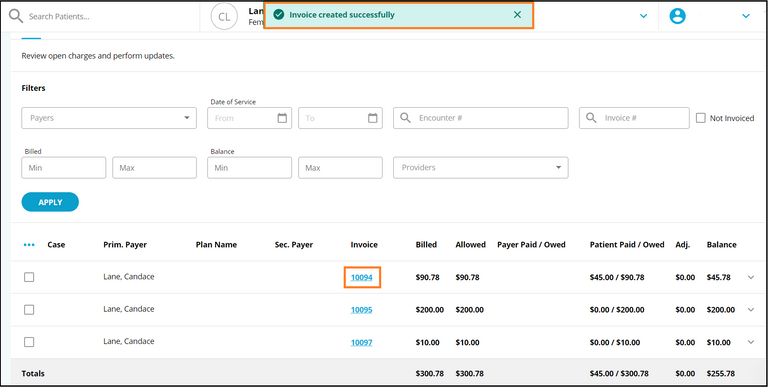 Search Patients...
CL
Lan
Fem
Invoice created successfully
Review open charges and perform updates.
Filters
Payers
Date of Service
From
To
Encounter #
Invoice #
Not Invoiced
Billed
Min
Max
Balance
Min
Max
Providers
APPLY
Case Prim. Payer Plan Name Sec. Payer Invoice Billed Allowed Payer Paid / Owed Patient Paid / Owed Adj. Balance
Lane, Candace 10094 $90.78 $90.78 $45.00 / $90.78 $0.00 $45.78
Lane, Candace 10095 $200.00 $200.00 $0.00 / $200.00 $0.00 $200.00
Lane, Candace 10097 $10.00 $10.00 $0.00 / $10.00 $0.00 $10.00
Totals $300.78 $300.78 $45.00 / $300.78 $0.00 $255.78